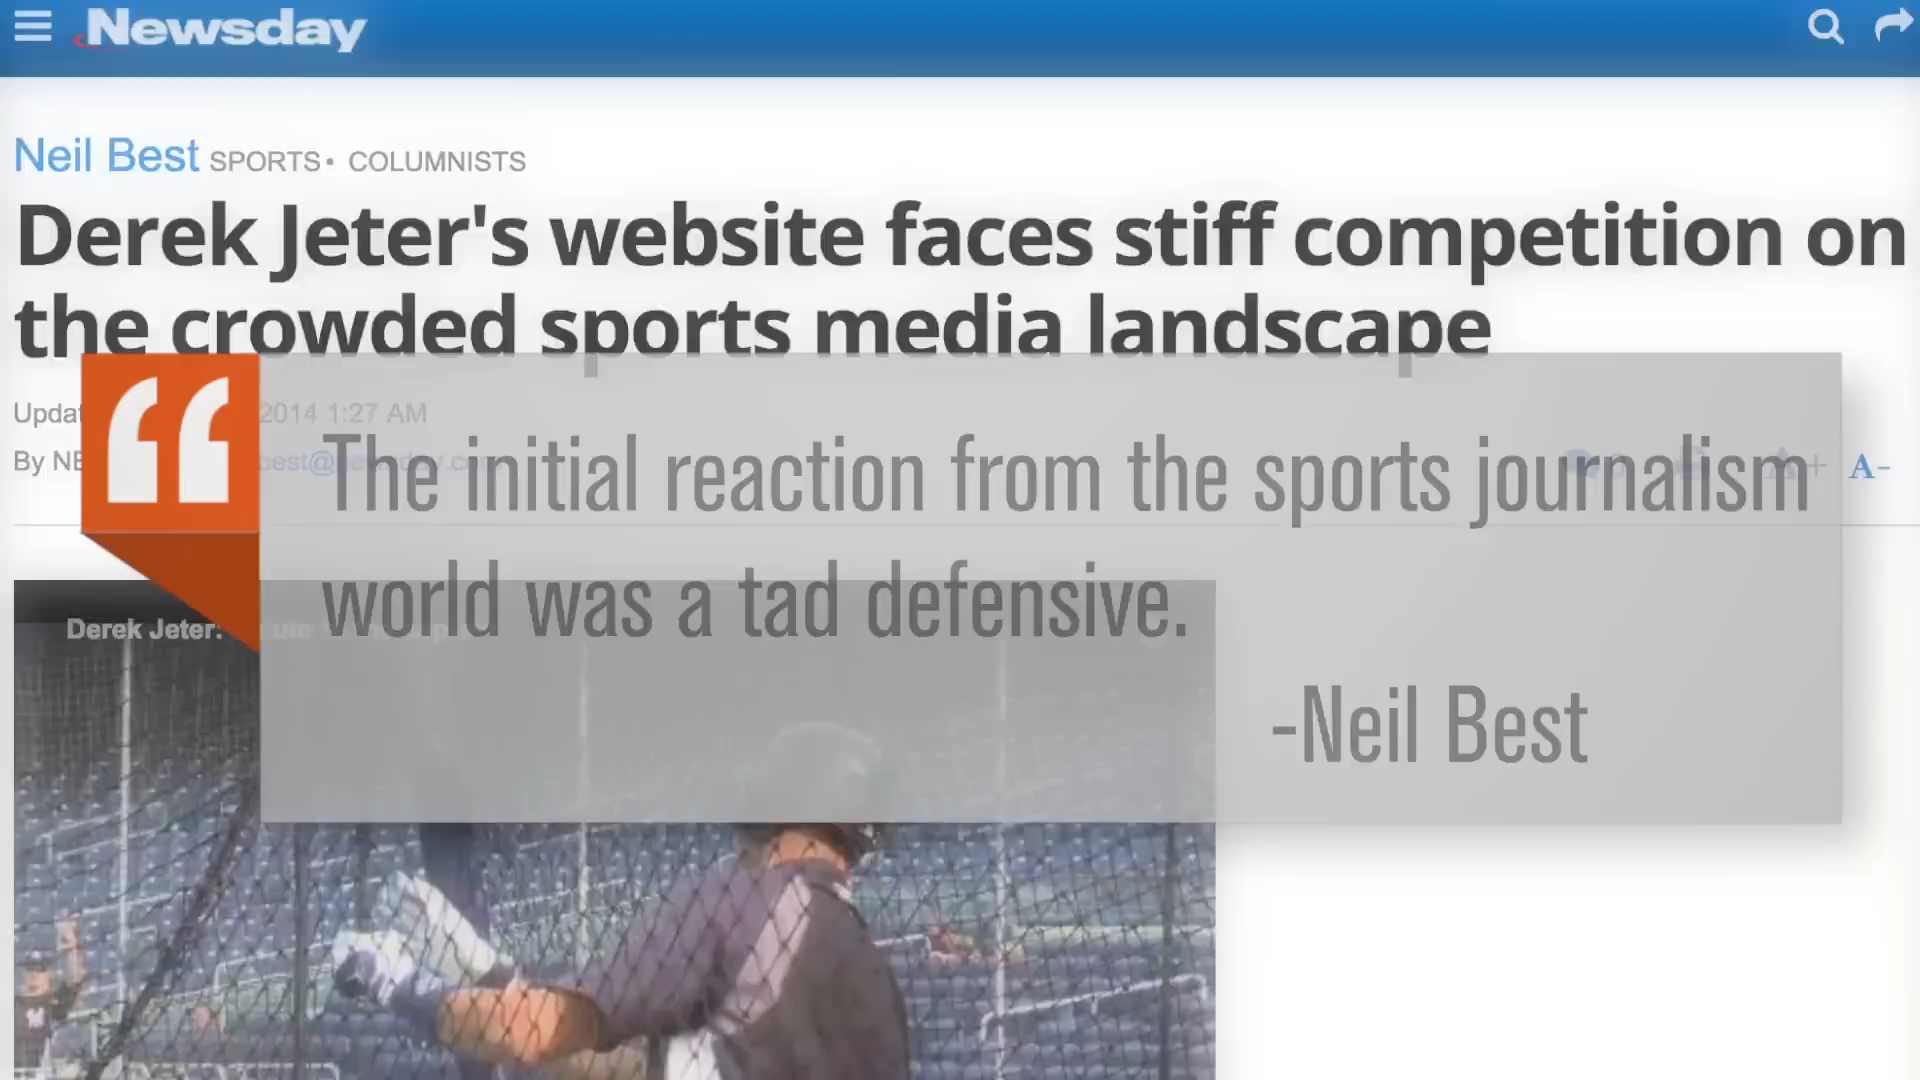 Newsday
Neil Best SPORTS • COLUMNISTS
Derek Jeter's website faces stiff competition on
the crowded sports media landscape
2014 1:27 AM
By
A-
“
The initial reaction from the sports journalism
world was a tad defensive.
-Neil Best
Derek Jeter: